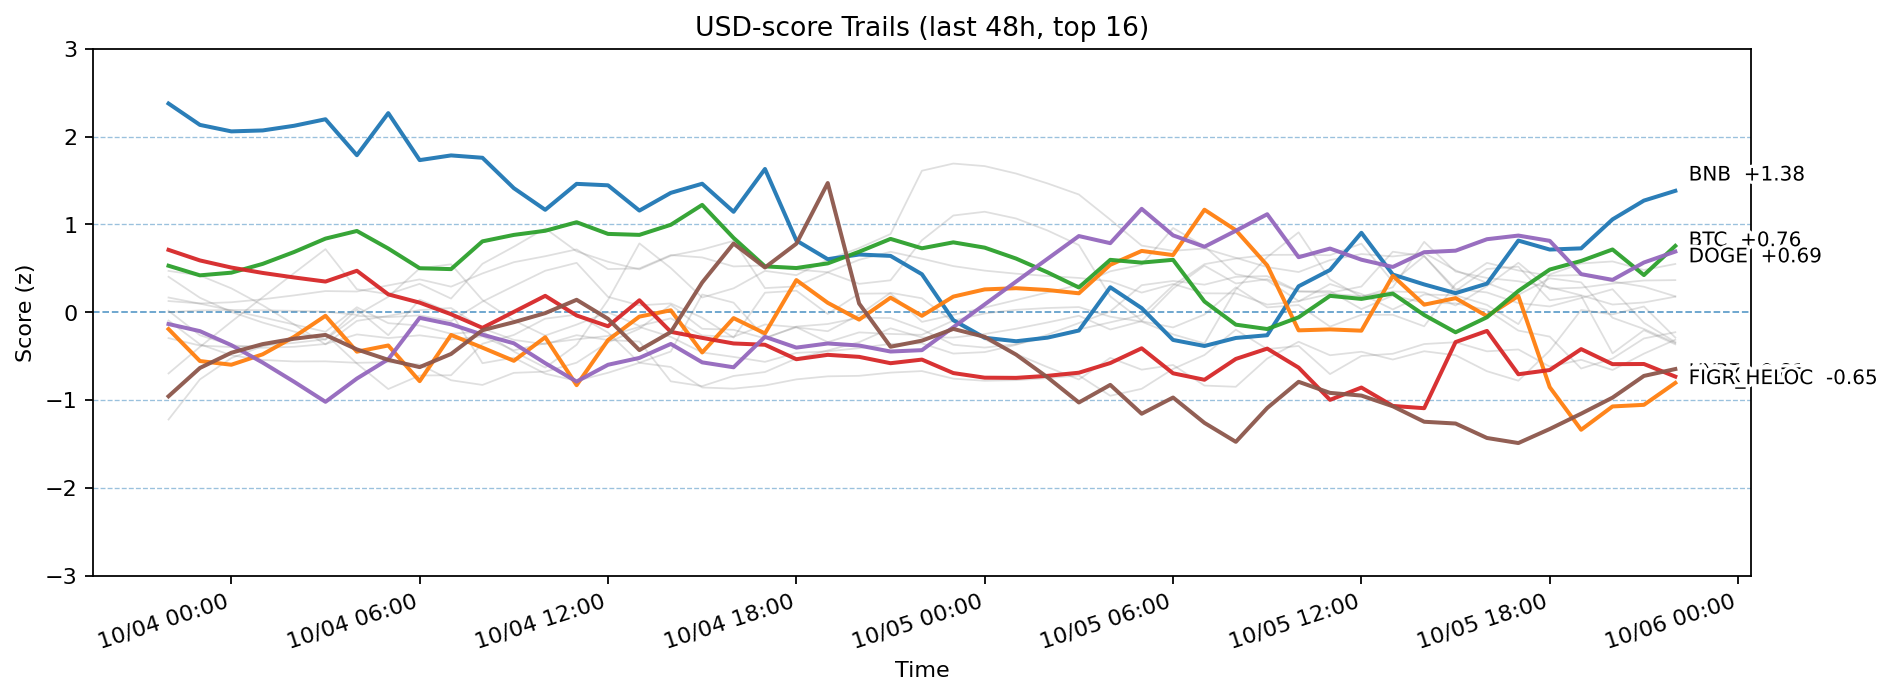 USD-score Trails (last 48h, top 16)
3
2
1
0
−1
−2
−3
Score (z)
BNB +1.38
BTC +0.76
DOGE +0.69
FIGR_HELOC -0.65
10/04 00:00
10/04 06:00
10/04 12:00
10/04 18:00
10/05 00:00
10/05 06:00
10/05 12:00
10/05 18:00
10/06 00:00
Time